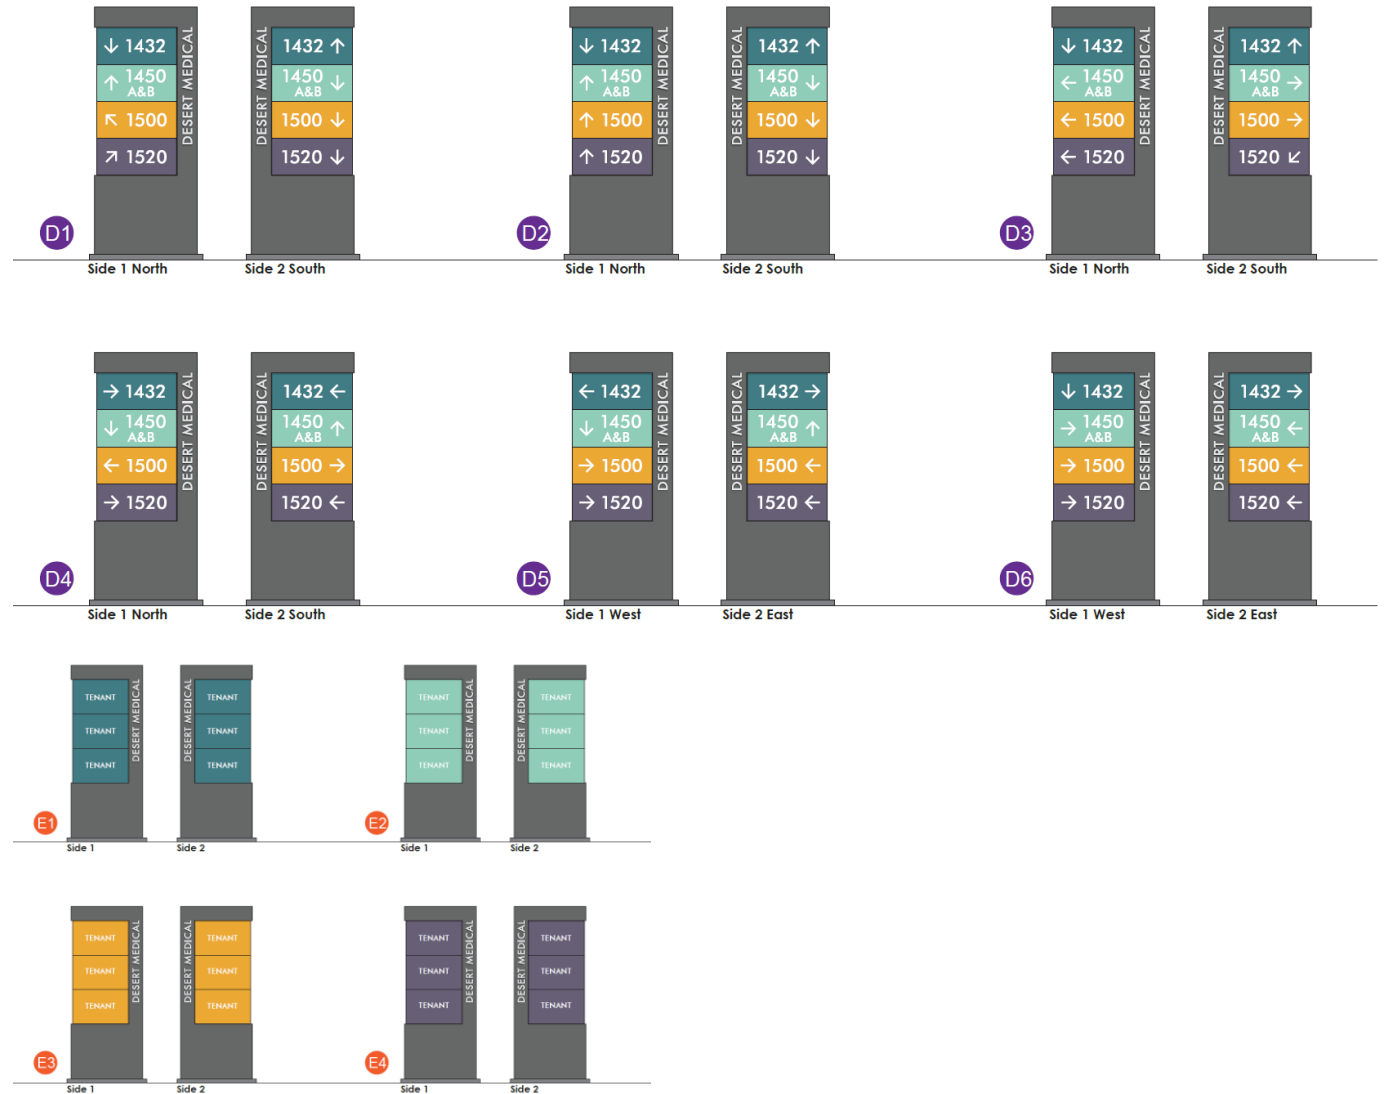 ↓ 1432
↑ 1450
A&B
↖ 1500
↗ 1520
DESERT MEDICAL
DESERT MEDICAL
1432 ↑
1450 ↓
A&B
1500 ↓
1520 ↓
D1
Side 1 North
Side 2 South
↓ 1432
↑ 1450
A&B
↑ 1500
↑ 1520
DESERT MEDICAL
DESERT MEDICAL
1432 ↑
1450 ↓
A&B
1500 ↓
1520 ↓
D2
Side 1 North
Side 2 South
↓ 1432
← 1450
A&B
← 1500
← 1520
DESERT MEDICAL
DESERT MEDICAL
1432 ↑
1450 →
A&B
1500 →
1520 ↙
D3
Side 1 North
Side 2 South
→ 1432
↓ 1450
A&B
← 1500
→ 1520
DESERT MEDICAL
DESERT MEDICAL
1432 ←
1450 ↑
A&B
1500 →
1520 ←
D4
Side 1 North
Side 2 South
← 1432
↓ 1450
A&B
→ 1500
→ 1520
DESERT MEDICAL
DESERT MEDICAL
1432 →
1450 ↑
A&B
1500 ←
1520 ←
D5
Side 1 West
Side 2 East
↓ 1432
→ 1450
A&B
→ 1500
→ 1520
DESERT MEDICAL
DESERT MEDICAL
1432 →
1450 ←
A&B
1500 ←
1520 ←
D6
Side 1 West
Side 2 East
TENANT
TENANT
TENANT
DESERT MEDICAL
DESERT MEDICAL
TENANT
TENANT
TENANT
E1
Side 1
Side 2
TENANT
TENANT
TENANT
DESERT MEDICAL
DESERT MEDICAL
TENANT
TENANT
TENANT
E2
Side 1
Side 2
TENANT
TENANT
TENANT
DESERT MEDICAL
DESERT MEDICAL
TENANT
TENANT
TENANT
E3
Side 1
Side 2
TENANT
TENANT
TENANT
DESERT MEDICAL
DESERT MEDICAL
TENANT
TENANT
TENANT
E4
Side 1
Side 2